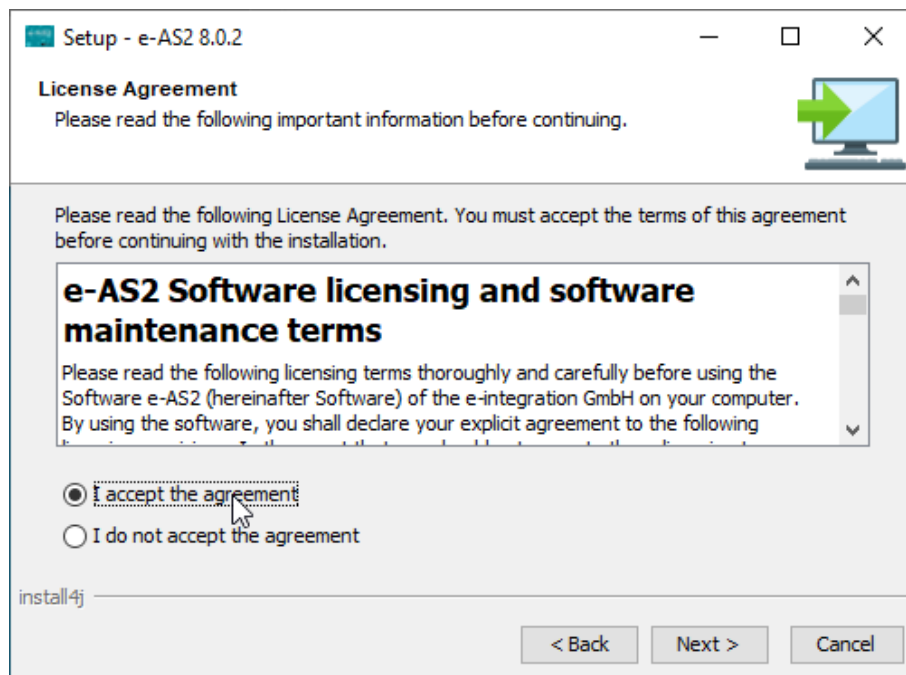 Setup - e-AS2 8.0.2
License Agreement
Please read the following important information before continuing.
Please read the following License Agreement. You must accept the terms of this agreement
before continuing with the installation.
e-AS2 Software licensing and software
maintenance terms
Please read the following licensing terms thoroughly and carefully before using the
Software e-AS2 (hereinafter Software) of the e-integration GmbH on your computer.
By using the software, you shall declare your explicit agreement to the following
I accept the agreement
I do not accept the agreement
install4j
< Back
Next >
Cancel